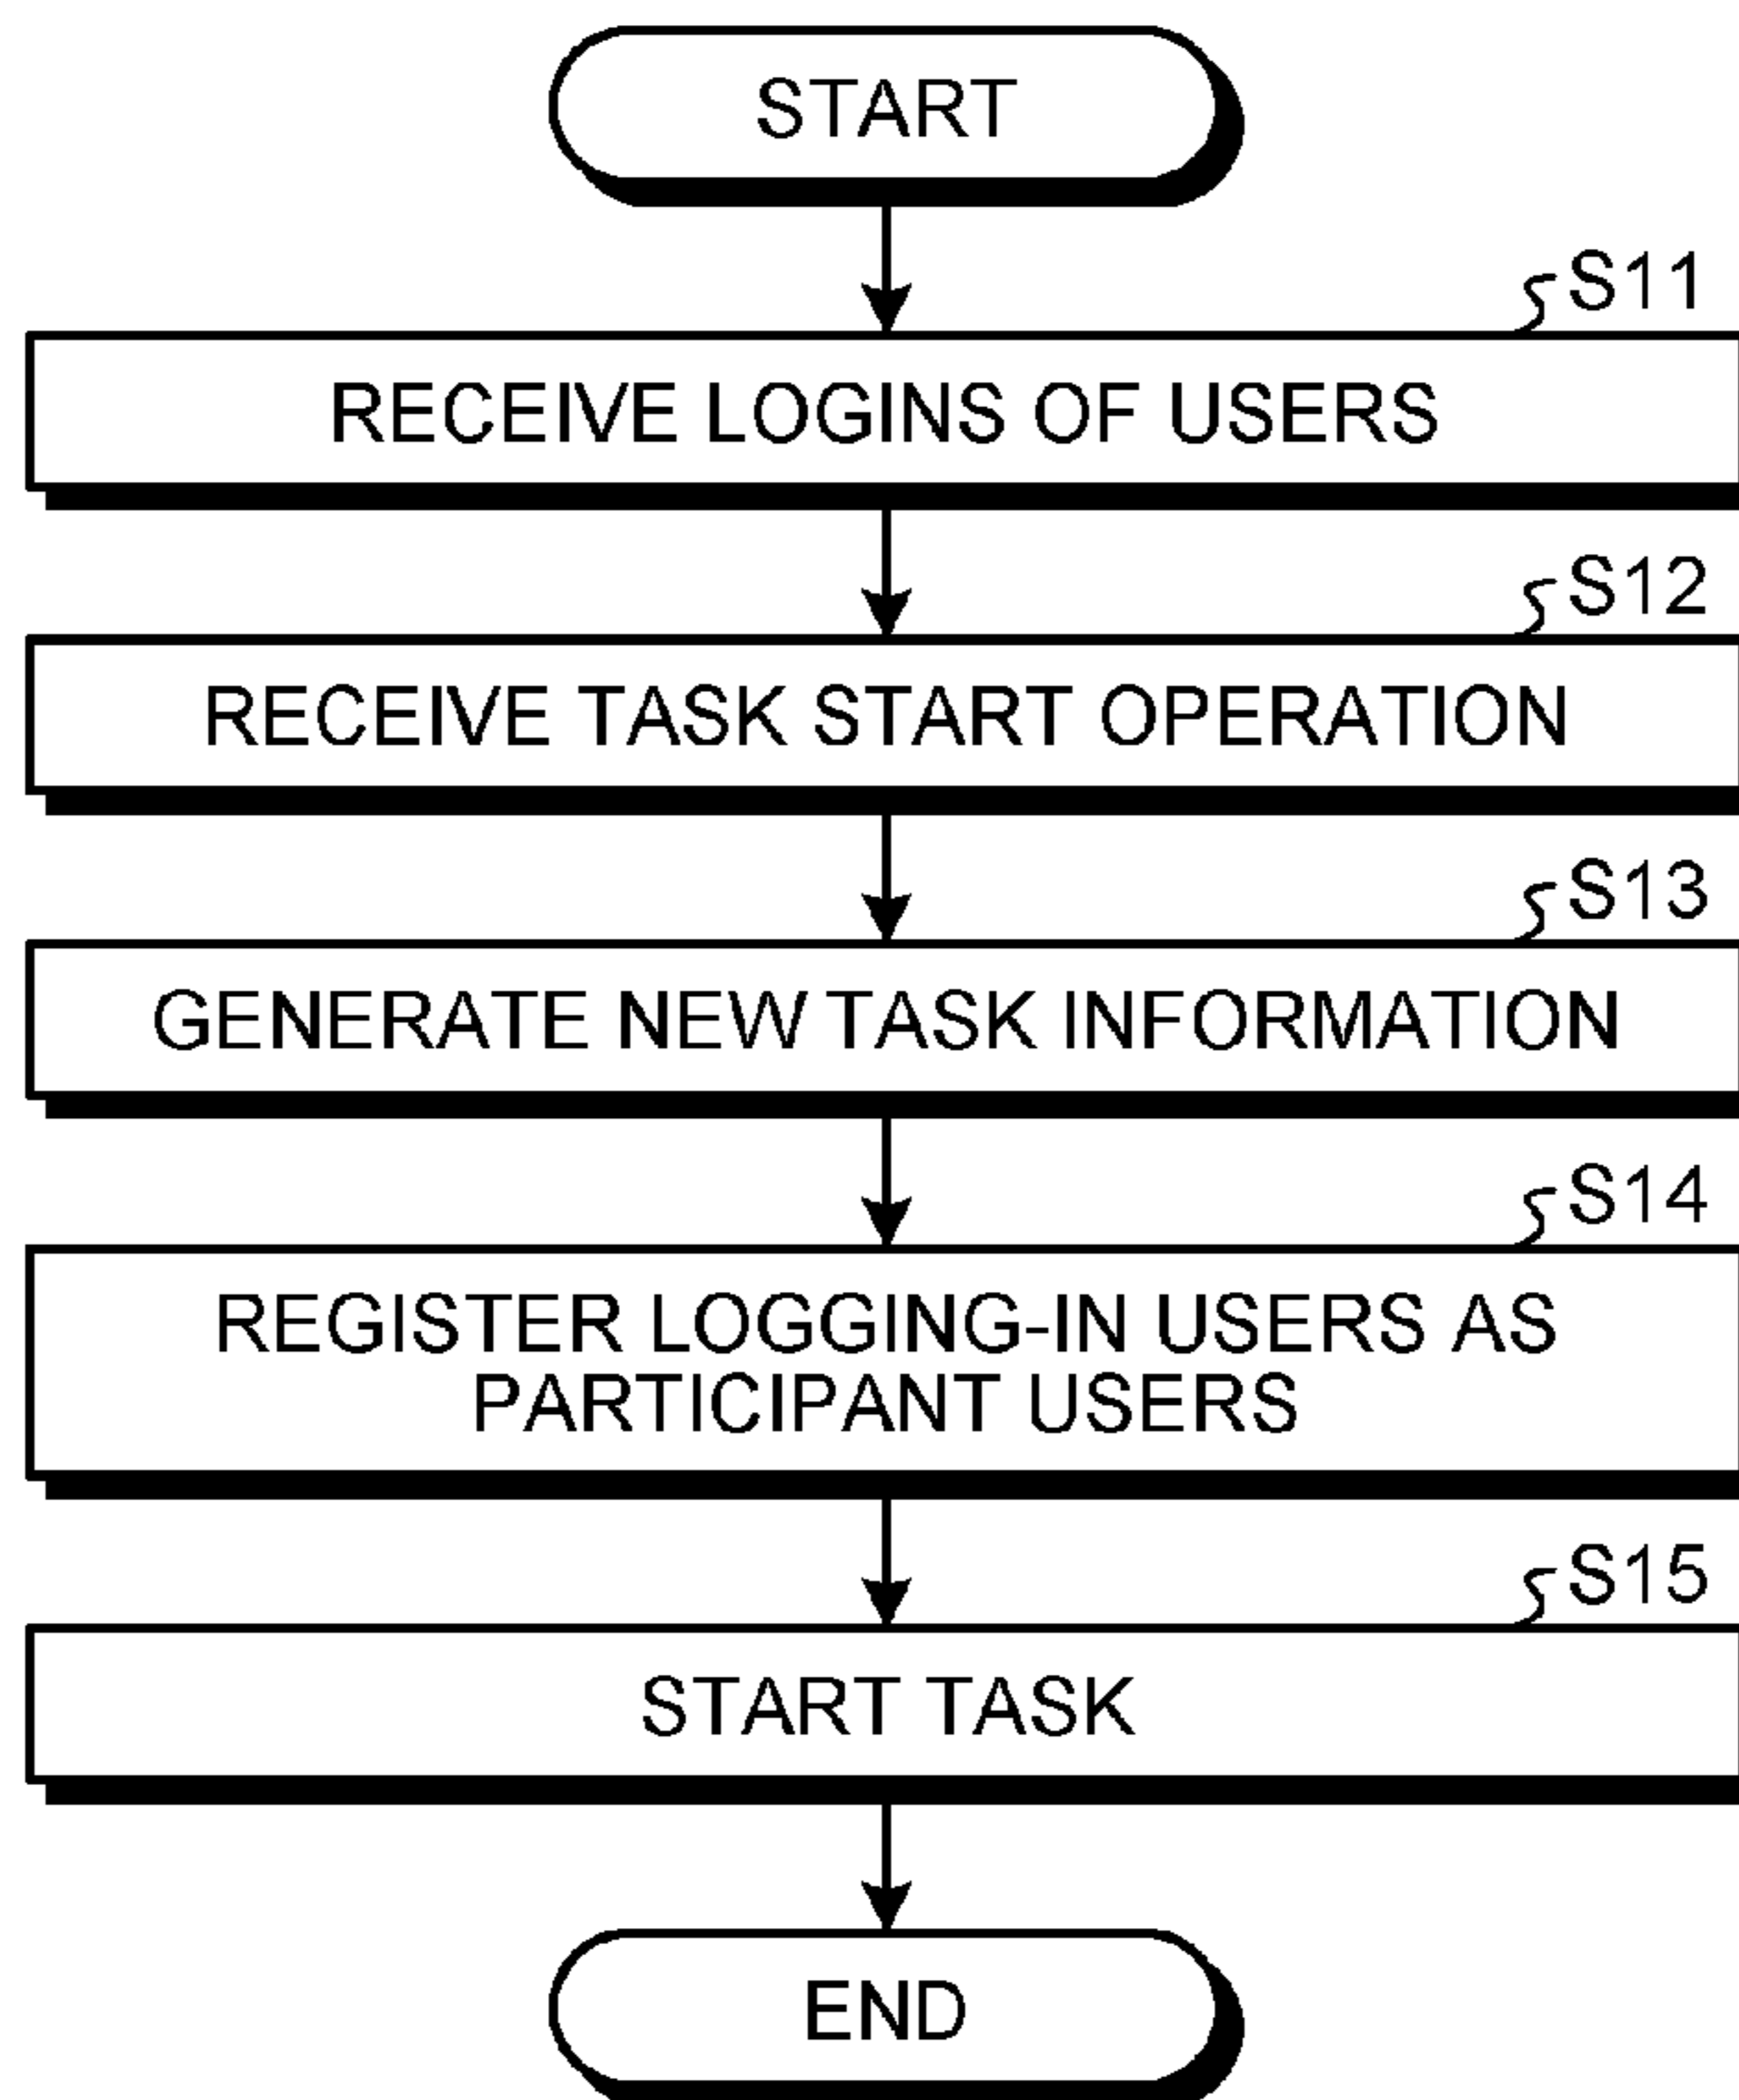 START
S11
RECEIVE LOGINS OF USERS
S12
RECEIVE TASK START OPERATION
S13
GENERATE NEW TASK INFORMATION
S14
REGISTER LOGGING-IN USERS AS
PARTICIPANT USERS
S15
START TASK
END